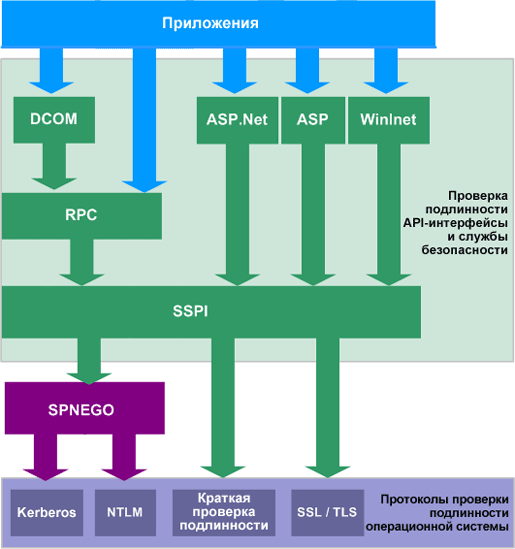 Приложения
DCOM
ASP.Net
ASP
WinInet
RPC
Проверка
подлинности
API-интерфейсы
и службы
безопасности
SSPI
SPNEGO
Kerberos
NTLM
Краткая
проверка
подлинности
SSL / TLS
Протоколы проверки
подлинности
операционной системы